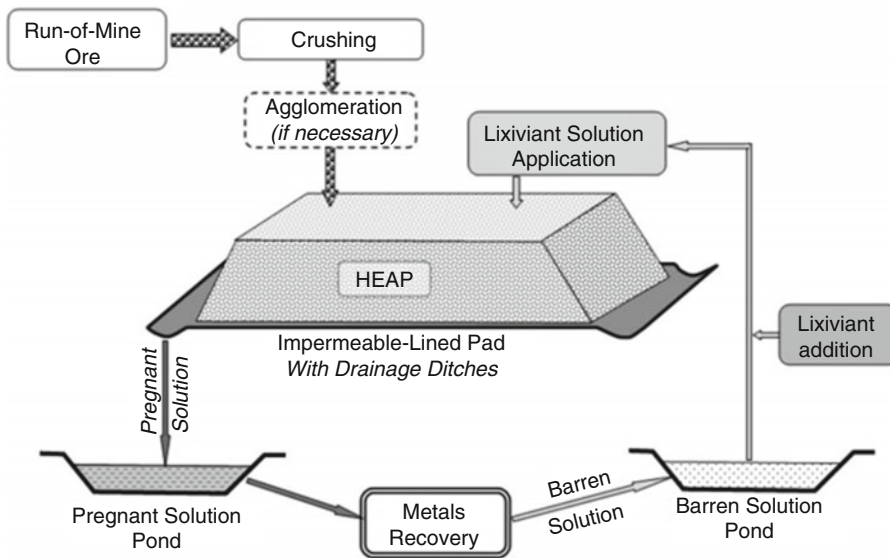 Run-of-Mine
Ore
Crushing
Agglomeration
(if necessary)
Lixiviant Solution
Application
HEAP
Impermeable-Lined Pad
With Drainage Ditches
Lixiviant
addition
Pregnant
Solution
Pregnant Solution
Pond
Metals
Recovery
Barren
Solution
Barren Solution
Pond